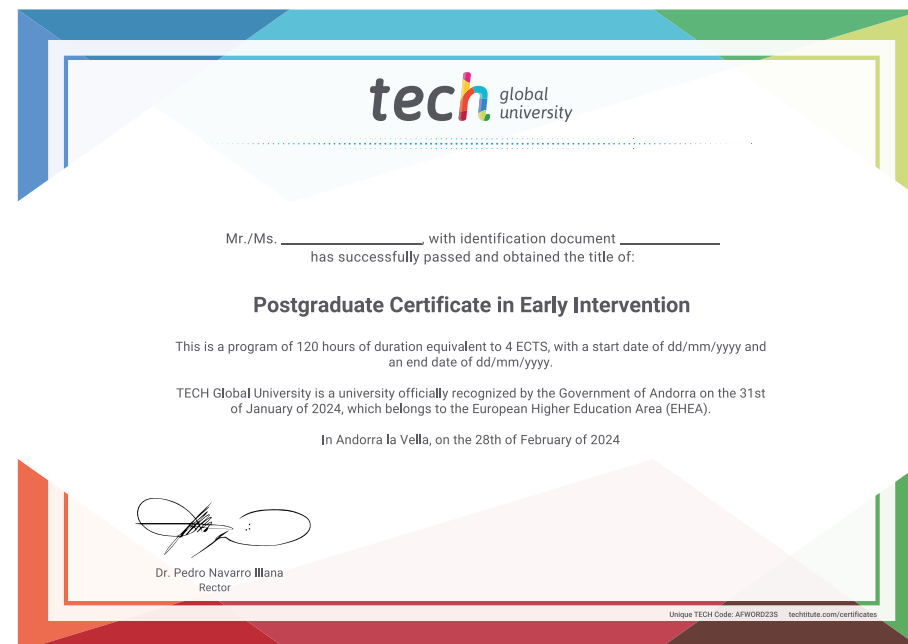 tech global
university
Mr./Ms. ____________, with identification document ____________
has successfully passed and obtained the title of:
Postgraduate Certificate in Early Intervention
This is a program of 120 hours of duration equivalent to 4 ECTS, with a start date of dd/mm/yyyy and
an end date of dd/mm/yyyy.
TECH Global University is a university officially recognized by the Government of Andorra on the 31st
of January of 2024, which belongs to the European Higher Education Area (EHEA).
In Andorra la Vella, on the 28th of February of 2024
Dr. Pedro Navarro Illana
Rector
Unique TECH Code: AFWORD23S techtitute.com/certificates